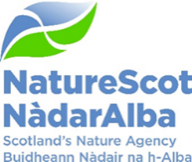 NatureScot
NàdarAlba
Scotland's Nature Agency
Buidheann Nàdair na h-Alba